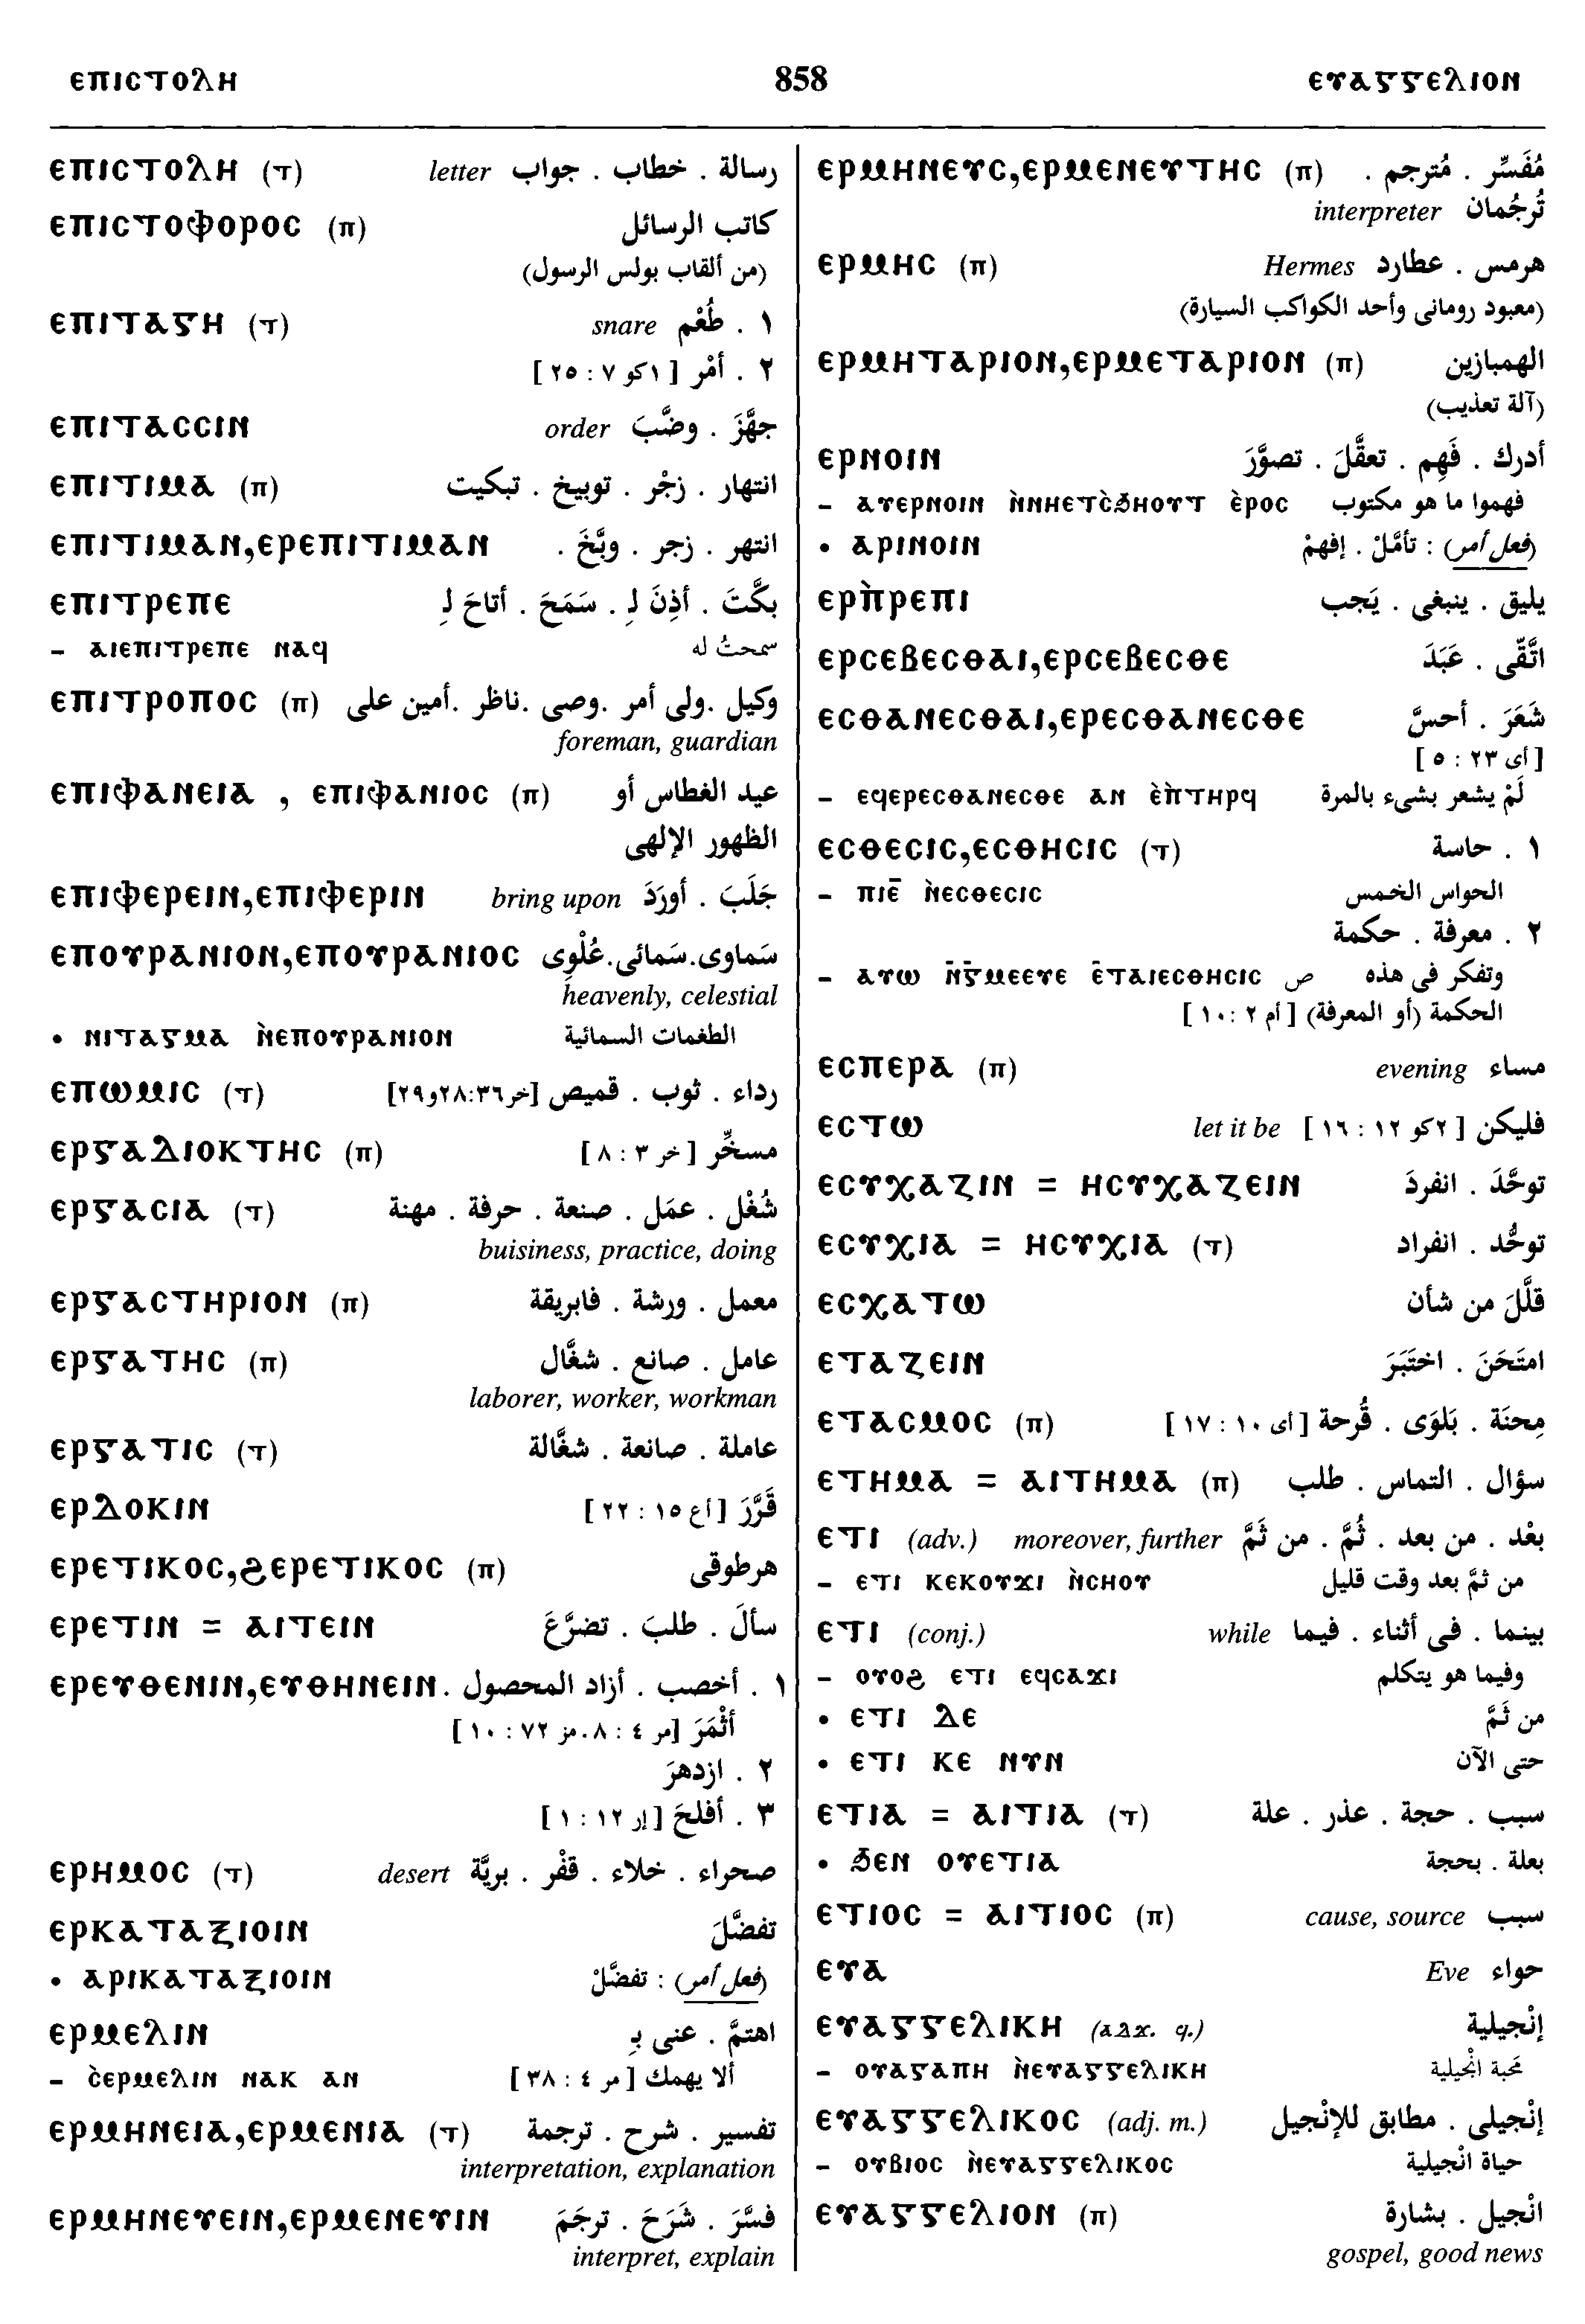 ⲉⲡⲓⲥⲧⲟⲗⲏ 858 ⲉⲩⲁⲅⲅⲉⲗⲓⲟⲛ
ⲉⲡⲓⲥⲧⲟⲗⲏ (ⲧ) letter رسالة . خطاب . جواب
ⲉⲡⲓⲥⲧⲟⲫⲟⲣⲟⲥ (ⲡ) كاتب الرسائل
(من ألقاب بولس الرسول)
ⲉⲡⲓⲧⲁⲅⲏ (ⲧ) snare ١ . طُعْم
٢ . أمْر [ ١كو ٧ : ٢٥ ]
ⲉⲡⲓⲧⲁⲥⲥⲓⲛ order جهَّزَ . وضَّبَ
ⲉⲡⲓⲧⲓⲙⲁ (ⲡ) انتهار . زجْر . توبيخ . تبكيت
ⲉⲡⲓⲧⲓⲙⲁⲛ,ⲉⲣⲉⲡⲓⲧⲓⲙⲁⲛ انتهر . زجر . وبَّخَ .
ⲉⲡⲓⲧⲣⲉⲡⲉ بكَّتَ . أذِنَ لِـ . سَمَحَ . أتاحَ لِـ
– ⲁⲓⲉⲡⲓⲧⲣⲉⲡⲉ ⲛⲁϥ سمحتُ له
ⲉⲡⲓⲧⲣⲟⲡⲟⲥ (ⲡ) وكيل .ولى أمر .وصى .ناظر .أمين على
foreman, guardian
ⲉⲡⲓⲫⲁⲛⲉⲓⲁ , ⲉⲡⲓⲫⲁⲛⲓⲟⲥ (ⲡ) عيد الغطاس أو
الظهور الإلهى
ⲉⲡⲓⲫⲉⲣⲉⲓⲛ,ⲉⲡⲓⲫⲉⲣⲓⲛ bring upon جَلَبَ . أورَدَ
ⲉⲡⲟⲩⲣⲁⲛⲓⲟⲛ,ⲉⲡⲟⲩⲣⲁⲛⲓⲟⲥ سَماوى.سَمائى.عُلْوِى
heavenly, celestial
• ⲛⲓⲧⲁⲅⲙⲁ ⲛ̀ⲉⲡⲟⲩⲣⲁⲛⲓⲟⲛ الطغمات السمائية
ⲉⲡⲱⲙⲓⲥ (ⲧ) رداء . ثوب . قميص [خر٢٨:٣٦و٢٩]
ⲉⲣⲅⲁⲇⲓⲟⲕⲧⲏⲥ (ⲡ) مسخِّر [ خر ٣ : ٨ ]
ⲉⲣⲅⲁⲥⲓⲁ (ⲧ) شُغْل . عمَل . صنعة . حرفة . مهنة
buisiness, practice, doing
ⲉⲣⲅⲁⲥⲧⲏⲣⲓⲟⲛ (ⲡ) معمل . ورشة . فابريقة
ⲉⲣⲅⲁⲧⲏⲥ (ⲡ) عامل . صانع . شغَّال
laborer, worker, workman
ⲉⲣⲅⲁⲧⲓⲥ (ⲧ) عاملة . صانعة . شغَّالة
ⲉⲣⲇⲟⲕⲓⲛ قَرَّرَ [ أع ١٥ : ٢٢ ]
ⲉⲣⲉⲧⲓⲕⲟⲥ,ϩⲉⲣⲉⲧⲓⲕⲟⲥ (ⲡ) هرطوقى
ⲉⲣⲉⲧⲓⲛ = ⲁⲓⲧⲉⲓⲛ سألَ . طلبَ . تضرَّعَ
ⲉⲣⲉⲩⲑⲉⲛⲓⲛ,ⲉⲩⲑⲏⲛⲉⲓⲛ. ١ . أخصب . أزاد المحصول
أثْمَرَ [مر ٤ : ٨.مز ٧٢ : ١٠ ]
٢ . ازدهرَ
٣ . أفلحَ [ إر ١٢ : ١ ]
ⲉⲣⲏⲙⲟⲥ (ⲧ) desert صحراء . خلاء . قفْر . بريَّة
ⲉⲣⲕⲁⲧⲁⲝⲓⲟⲓⲛ تفضَّلَ
• ⲁⲣⲓⲕⲁⲧⲁⲝⲓⲟⲓⲛ (فعل أمر) : تفضَّلْ
ⲉⲣⲙⲉⲗⲓⲛ اهتمَّ . عنى بِـ
– ⲥ̀ⲉⲣⲙⲉⲗⲓⲛ ⲛⲁⲕ ⲁⲛ ألا يهمك [ مر ٤ : ٣٨ ]
ⲉⲣⲙⲏⲛⲉⲓⲁ,ⲉⲣⲙⲉⲛⲓⲁ (ⲧ) تفسير . شرح . ترجمة
interpretation, explanation
ⲉⲣⲙⲏⲛⲉⲩⲉⲓⲛ,ⲉⲣⲙⲉⲛⲉⲩⲓⲛ فسَّرَ . شَرَحَ . ترجَمَ
interpret, explain
ⲉⲣⲙⲏⲛⲉⲩⲥ,ⲉⲣⲙⲉⲛⲉⲩⲧⲏⲥ (ⲡ) مُفَسِّر . مُترجم .
interpreter تُرجُمان
ⲉⲣⲙⲏⲥ (ⲡ) Hermes هرمس . عطارد
(معبود رومانى وأحد الكواكب السيارة)
ⲉⲣⲙⲏⲧⲁⲣⲓⲟⲛ,ⲉⲣⲙⲉⲧⲁⲣⲓⲟⲛ (ⲡ) الهمبازين
(آلة تعذيب)
ⲉⲣⲛⲟⲓⲛ أدرك . فَهِم . تعقَّلَ . تصوَّرَ
– ⲁⲩⲉⲣⲛⲟⲓⲛ ⲛ̀ⲛⲏⲉⲧⲥ̀ϧⲏⲟⲩⲧ ⲉ̀ⲣⲟⲥ فهموا ما هو مكتوب
• ⲁⲣⲓⲛⲟⲓⲛ (فعل أمر) : تأمَّلْ . إفهمْ
ⲉⲣⲡ̀ⲣⲉⲡⲓ يليق . ينبغى . يَجب
ⲉⲣⲥⲉⲃⲉⲥⲑⲁⲓ,ⲉⲣⲥⲉⲃⲉⲥⲑⲉ اتَّقَى . عَبَدَ
ⲉⲥⲑⲁⲛⲉⲥⲑⲁⲓ,ⲉⲣⲉⲥⲑⲁⲛⲉⲥⲑⲉ شَعَرَ . أحسَّ
[ أى ٢٣ : ٥ ]
– ⲉϥⲉⲣⲉⲥⲑⲁⲛⲉⲥⲑⲉ ⲁⲛ ⲉ̀ⲡ̀ⲧⲏⲣϥ لَمْ يشعر بشىء بالمرة
ⲉⲥⲑⲉⲥⲓⲥ,ⲉⲥⲑⲏⲥⲓⲥ (ⲧ) ١ . حاسة
– ⲡⲓⲉ̅ ⲛ̀ⲉⲥⲑⲉⲥⲓⲥ الحواس الخمس
٢ . معرفة . حكمة
– ⲁⲩⲱ ⲛ̅ⲅ̅ⲙⲉⲉⲩⲉ ⲉ̅ⲧⲁⲓⲉⲥⲑⲏⲥⲓⲥ ص وتفكر فى هذه
الحكمة (أو المعرفة) [ أم ٢ : ١٠ ]
ⲉⲥⲡⲉⲣⲁ (ⲡ) evening مساء
ⲉⲥⲧⲱ let it be فليكن [ ٢كو ١٢ : ١٦ ]
ⲉⲥⲩⲭⲁⲍⲓⲛ = ⲏⲥⲩⲭⲁⲍⲉⲓⲛ توحَّدَ . انفردَ
ⲉⲥⲩⲭⲓⲁ = ⲏⲥⲩⲭⲓⲁ (ⲧ) توحُّد . انفراد
ⲉⲥⲭⲁⲧⲱ قلَّلَ من شأن
ⲉⲧⲁⲍⲉⲓⲛ امتَحَنَ . اختَبَرَ
ⲉⲧⲁⲥⲙⲟⲥ (ⲡ) مِحنَة . بَلوَى . قُرحة [ أى ١٠ : ١٧ ]
ⲉⲧⲏⲙⲁ = ⲁⲓⲧⲏⲙⲁ (ⲡ) سؤال . التماس . طلب
ⲉⲧⲓ (adv.) moreover, further بعْد . من بعد . ثُمَّ . من ثَمَّ
– ⲉⲧⲓ ⲕⲉⲕⲟⲩϫⲓ ⲛ̀ⲥⲏⲟⲩ من ثمَّ بعد وقت قليل
ⲉⲧⲓ (conj.) while بينما . فى أثناء . فيما
– ⲟⲩⲟϩ ⲉⲧⲓ ⲉϥⲥⲁϫⲓ وفيما هو يتكلم
• ⲉⲧⲓ ⲇⲉ من ثَمَّ
• ⲉⲧⲓ ⲕⲉ ⲛⲩⲛ حتى الآن
ⲉⲧⲓⲁ = ⲁⲓⲧⲓⲁ (ⲧ) سبب . حجة . عذر . علة
• ϧⲉⲛ ⲟⲩⲉⲧⲓⲁ بعلة . بحجة
ⲉⲧⲓⲟⲥ = ⲁⲓⲧⲓⲟⲥ (ⲡ) cause, source سبب
ⲉⲩⲁ Eve حواء
ⲉⲩⲁⲅⲅⲉⲗⲓⲕⲏ (ⲁⲇϫ. ϥ.) إنْجيلية
– ⲟⲩⲁⲅⲁⲡⲏ ⲛ̀ⲉⲩⲁⲅⲅⲉⲗⲓⲕⲏ محبة انْجيلية
ⲉⲩⲁⲅⲅⲉⲗⲓⲕⲟⲥ (adj. m.) إنْجيلى . مطابق للإنْجيل
– ⲟⲩⲃⲓⲟⲥ ⲛ̀ⲉⲩⲁⲅⲅⲉⲗⲓⲕⲟⲥ حياة انْجيلية
ⲉⲩⲁⲅⲅⲉⲗⲓⲟⲛ (ⲡ) انْجيل . بشارة
gospel, good news